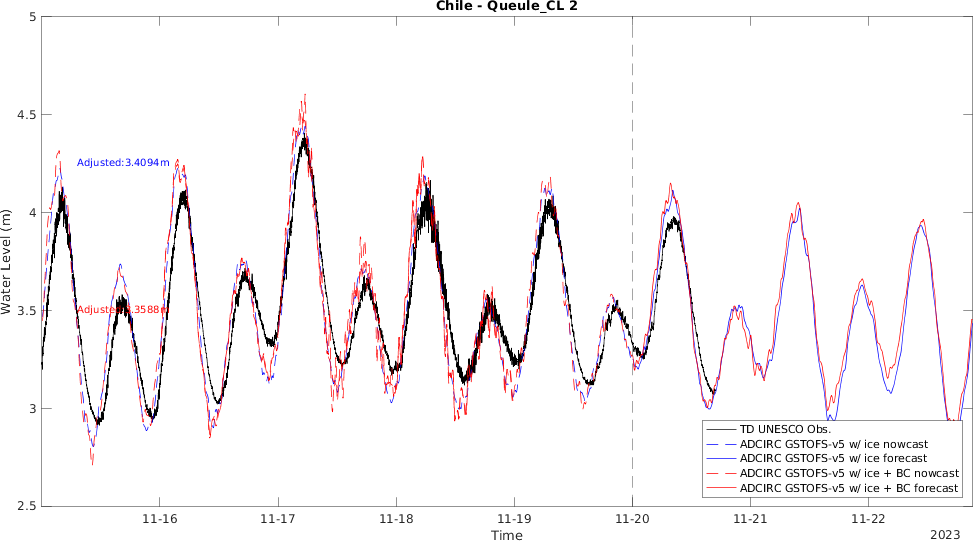 Chile - Queule_CL 2
5
4.5
4
3.5
3
2.5
Water Level (m)
Adjusted:3.4094m
Adjusted:3.3588m
11-16
11-17
11-18
11-19
11-20
11-21
11-22
Time
2023
TD UNESCO Obs.
ADCIRC GSTOFS-v5 w/ ice nowcast
ADCIRC GSTOFS-v5 w/ ice forecast
ADCIRC GSTOFS-v5 w/ ice + BC nowcast
ADCIRC GSTOFS-v5 w/ ice + BC forecast